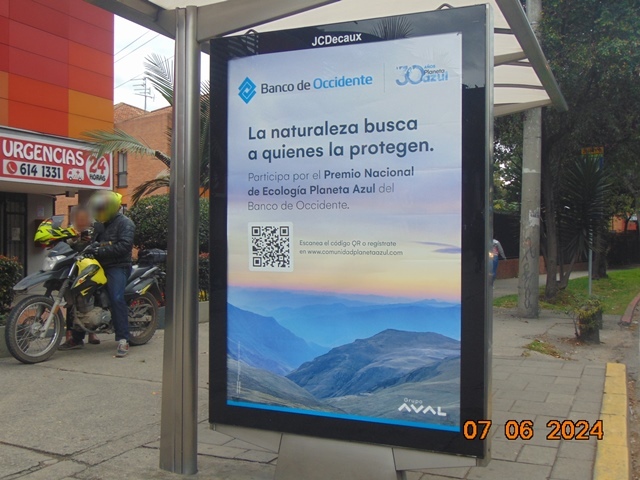 JCDecaux
Banco de Occidente
30 años
Planeta
azul
La naturaleza busca
a quienes la protegen.
Participa por el Premio Nacional
de Ecología Planeta Azul del
Banco de Occidente.
Escanea el código QR o regístrate
en www.comunidadplanetaazul.com
Grupo
AVAL
URGENCIAS
24
HORAS
614 1331
07 06 2024